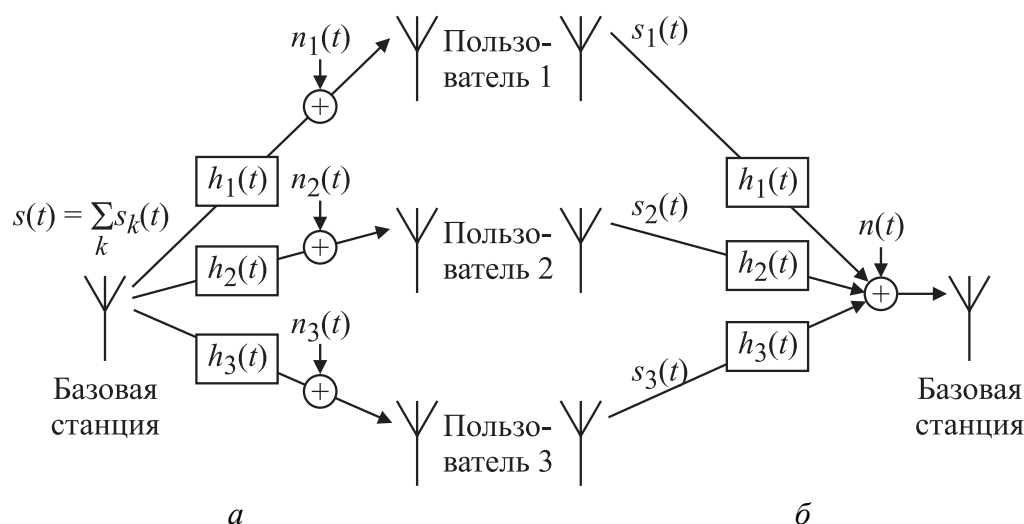 n₁(t)
Пользо-
ватель 1
s₁(t)
+
h₁(t)
h₁(t)
s(t) = ∑ sₖ(t)
k
n₂(t)
+
h₂(t)
Пользо-
ватель 2
s₂(t)
h₂(t)
n(t)
+
n₃(t)
h₃(t)
+
s₃(t)
h₃(t)
Базовая
станция
Пользо-
ватель 3
Базовая
станция
а
б